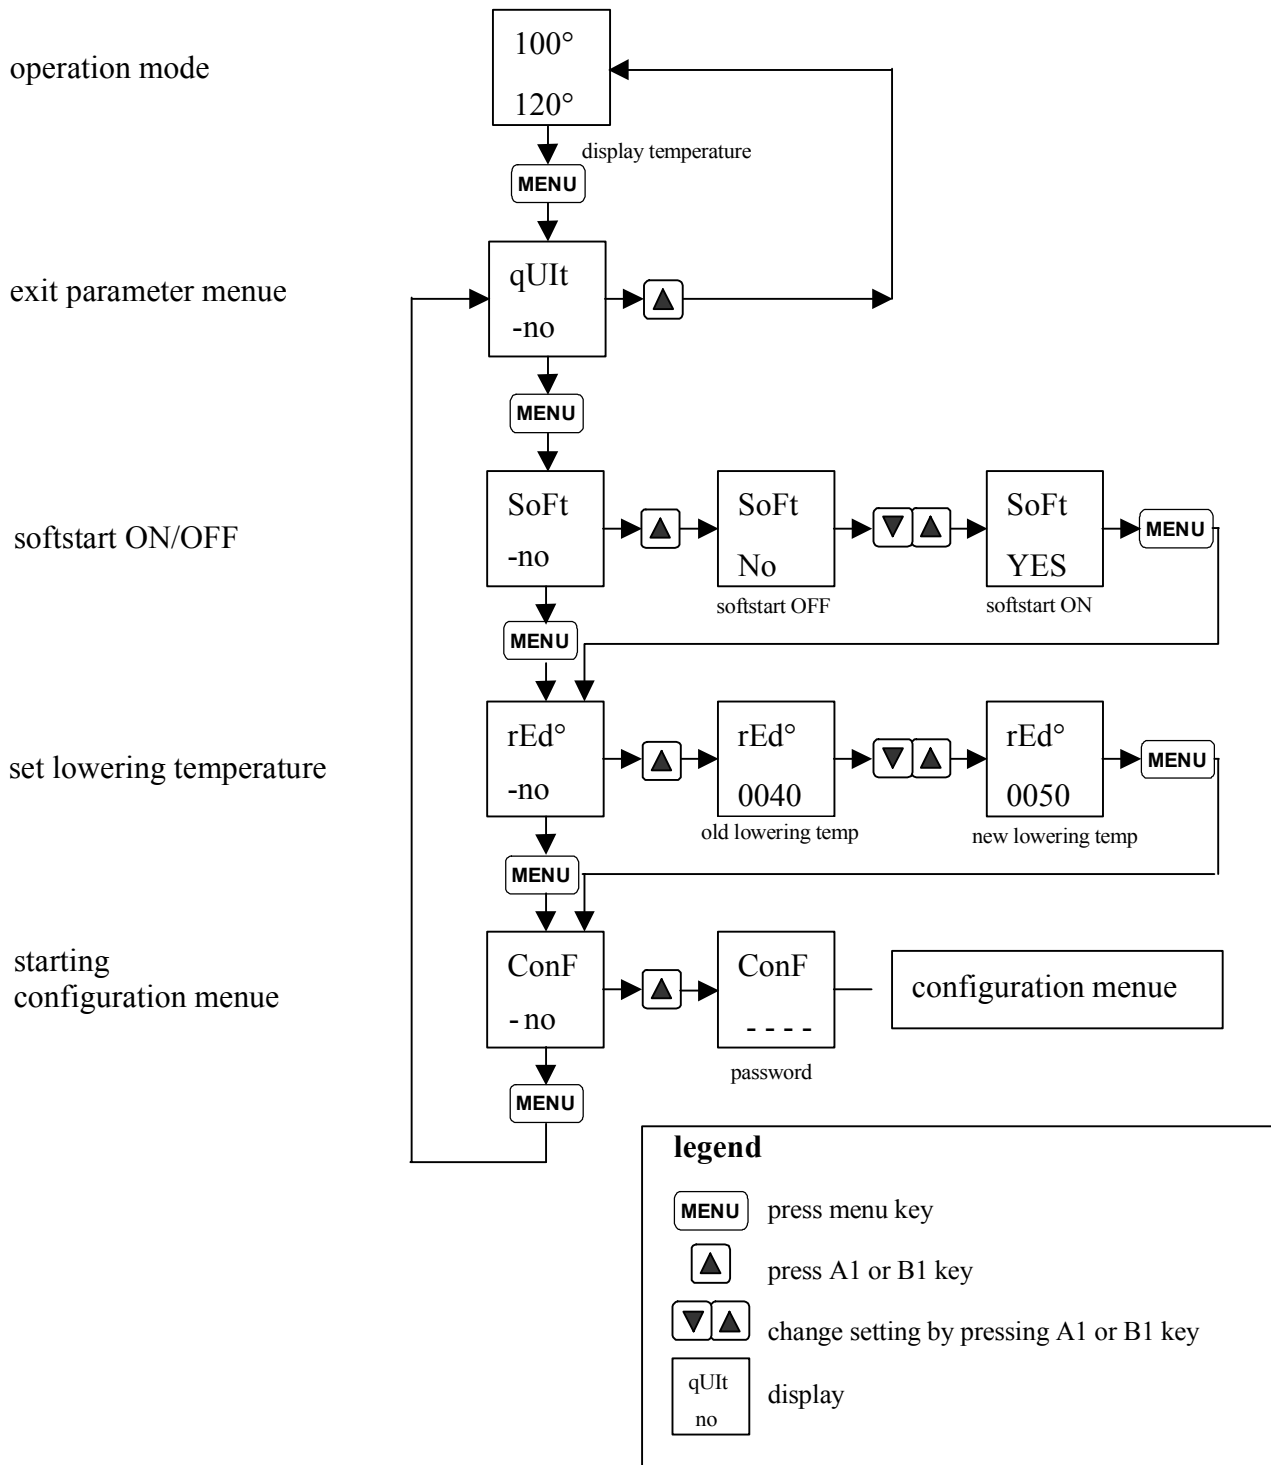 100°
operation mode
120°
display temperature
MENU
qUIt
exit parameter menue
-no
MENU
SoFt
SoFt
SoFt
softstart ON/OFF
-no
MENU
No
YES
softstart OFF
softstart ON
MENU
rEd°
rEd°
rEd°
set lowering temperature
-no
MENU
0040
0050
old lowering temp
new lowering temp
MENU
starting
configuration menue
ConF
ConF
configuration menue
- no
- - - -
password
MENU
legend
MENU press menu key
press A1 or B1 key
change setting by pressing A1 or B1 key
qUIt
display
no